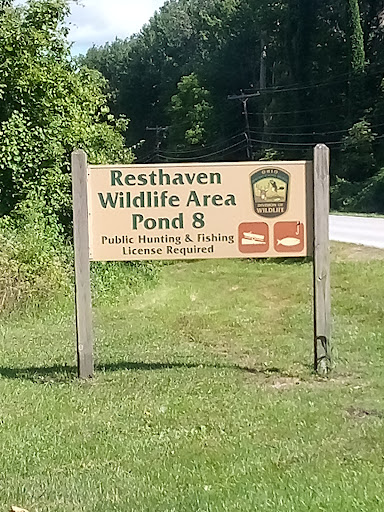 Resthaven
Wildlife Area
Pond 8
Public Hunting & Fishing
License Required
OHIO
DIVISION OF
WILDLIFE